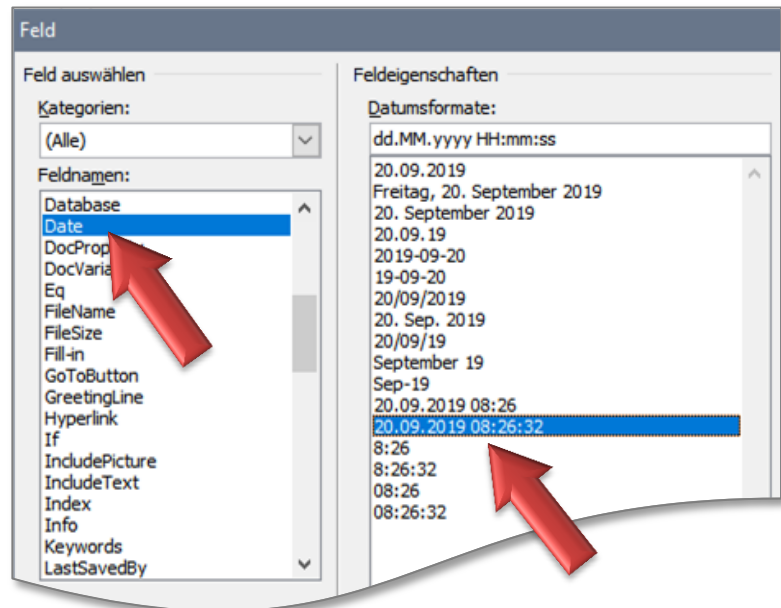 Feld
Feld auswählen
Kategorien:
(Alle)
Feldnamen:
Database
Date
DocVaria
Eq
FileName
FileSize
Fill-in
GoToButton
GreetingLine
Hyperlink
If
IncludePicture
IncludeText
Index
Info
Keywords
LastSavedBy
Feldeigenschaften
Datumsformate:
dd.MM.yyyy HH:mm:ss
20.09.2019
Freitag, 20. September 2019
20. September 2019
20.09.19
2019-09-20
19-09-20
20/09/2019
20. Sep. 2019
20/09/19
September 19
Sep-19
20.09.2019 08:26
20.09.2019 08:26:32
8:26
8:26:32
08:26
08:26:32